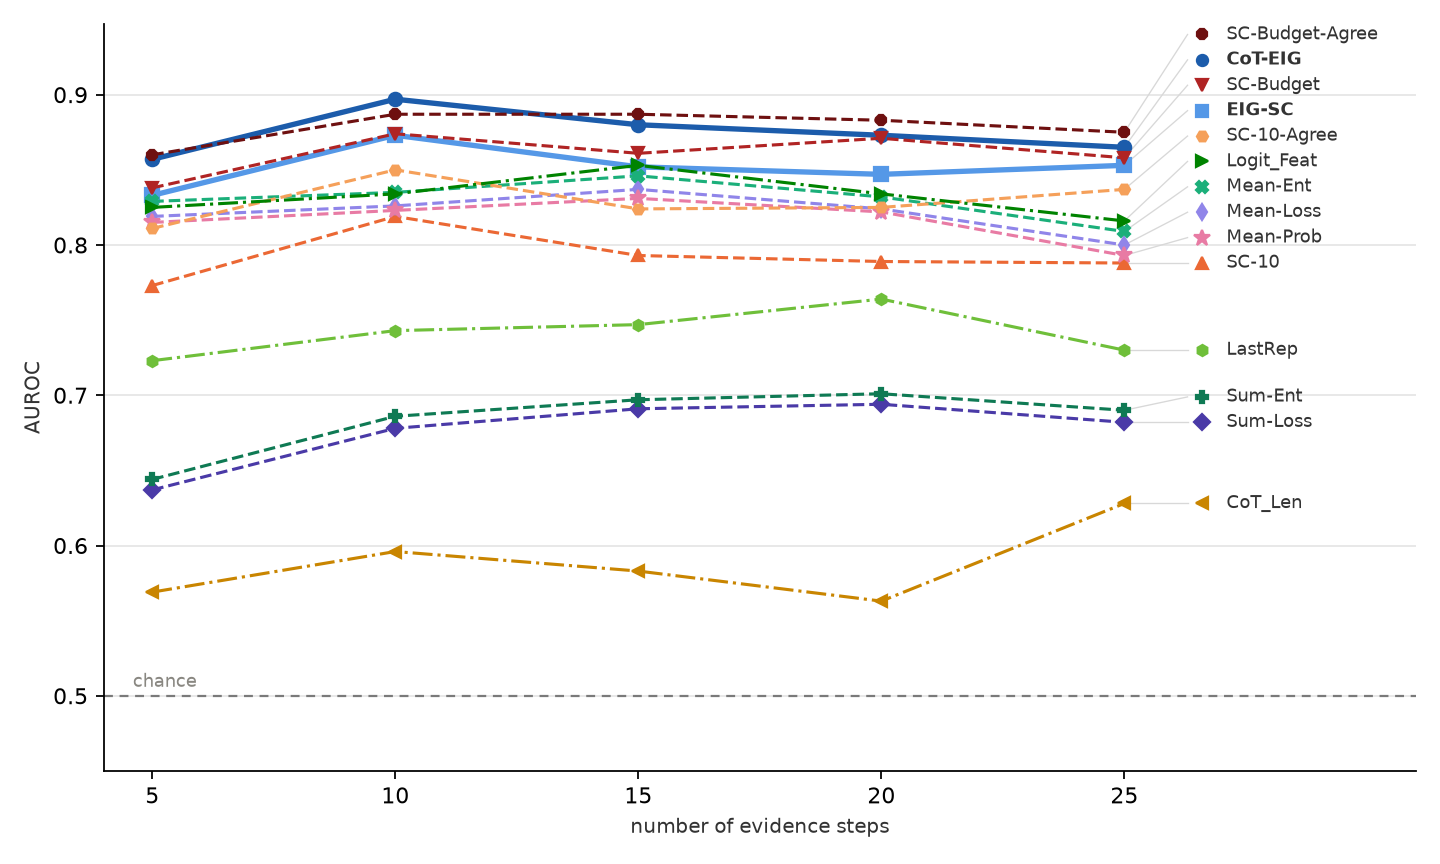 SC-Budget-Agree
CoT-EIG
SC-Budget
EIG-SC
SC-10-Agree
Logit_Feat
Mean-Ent
Mean-Loss
Mean-Prob
SC-10
LastRep
Sum-Ent
Sum-Loss
CoT_Len
0.9
0.8
0.7
0.6
0.5
AUROC
chance
5 10 15 20 25
number of evidence steps